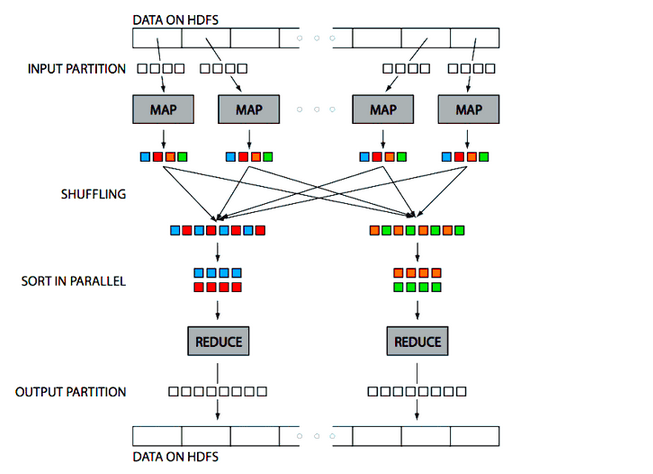 DATA ON HDFS
INPUT PARTITION
MAP MAP MAP MAP
SHUFFLING
SORT IN PARALLEL
REDUCE REDUCE
OUTPUT PARTITION
DATA ON HDFS